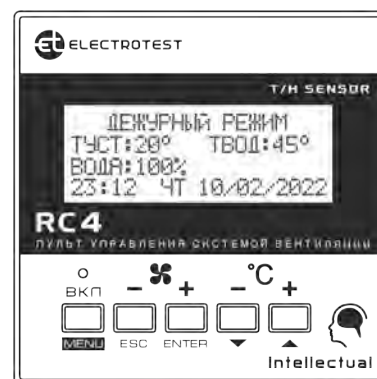 ELECTROTEST
T/H SENSOR
ДЕЖУРНЫЙ РЕЖИМ
ТУСТ:20° ТВОД:45°
ВОДА:100%
23:12 ЧТ 10/02/2022
RC4
ПУЛЬТ УПРАВЛЕНИЯ СИСТЕМОЙ ВЕНТИЛЯЦИИ
ВКЛ – + – °C +
MENU ESC ENTER ▼ ▲
Intellectual